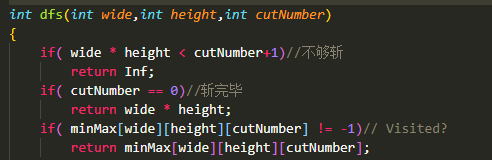 int dfs(int wide,int height,int cutNumber)
{
    if( wide * height < cutNumber+1)//不够斩
        return Inf;
    if( cutNumber == 0)//斩完毕
        return wide * height;
    if( minMax[wide][height][cutNumber] != -1)// Visited?
        return minMax[wide][height][cutNumber];